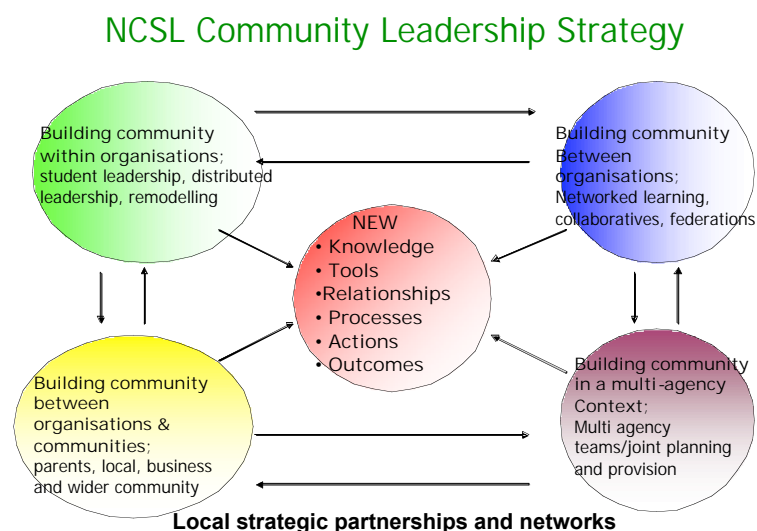 NCSL Community Leadership Strategy
Building community
within organisations;
student leadership, distributed
leadership, remodelling
Building community
Between
organisations;
Networked learning,
collaboratives, federations
NEW
• Knowledge
• Tools
•Relationships
• Processes
• Actions
• Outcomes
Building community
between
organisations &
communities;
parents, local, business
and wider community
Building community
in a multi-agency
Context;
Multi agency
teams/joint planning
and provision
Local strategic partnerships and networks